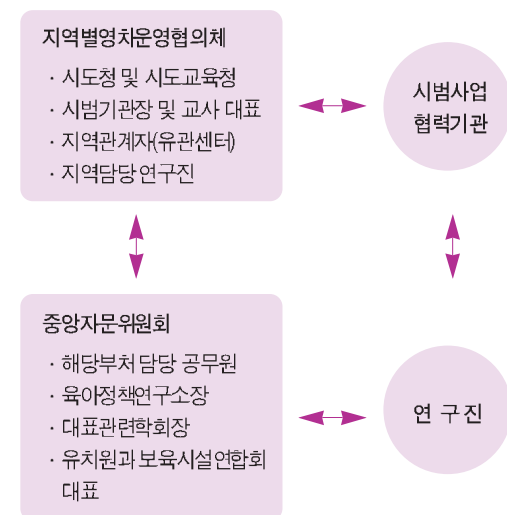 지역별영차운영협의체
· 시도청 및 시도교육청
· 시범기관장 및 교사 대표
· 지역관계자(유관센터)
· 지역담당 연구진
시범사업
협력기관
중앙자문위원회
· 해당부처 담당 공무원
· 육아정책연구소장
· 대표관련학회장
· 유치원과 보육시설연합회
대표
연 구진